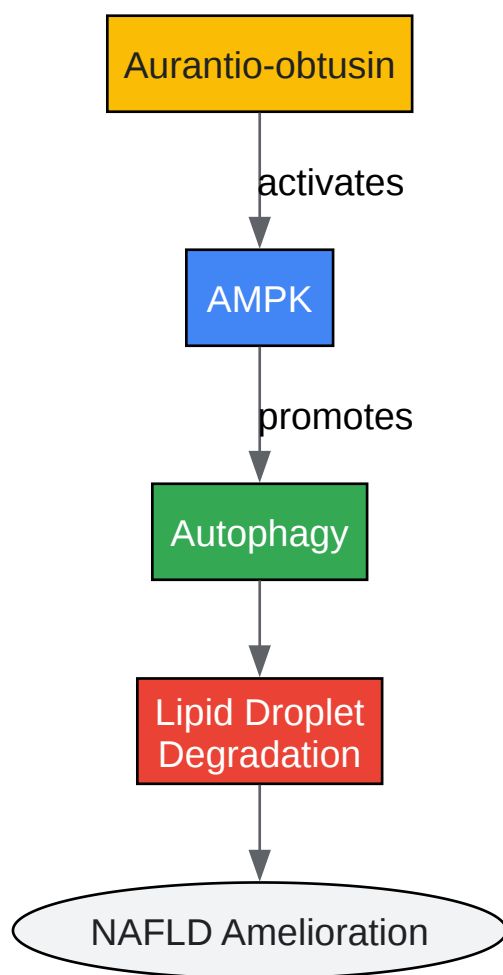 Aurantio-obtusin
activates
AMPK
promotes
Autophagy
Lipid Droplet
Degradation
NAFLD Amelioration